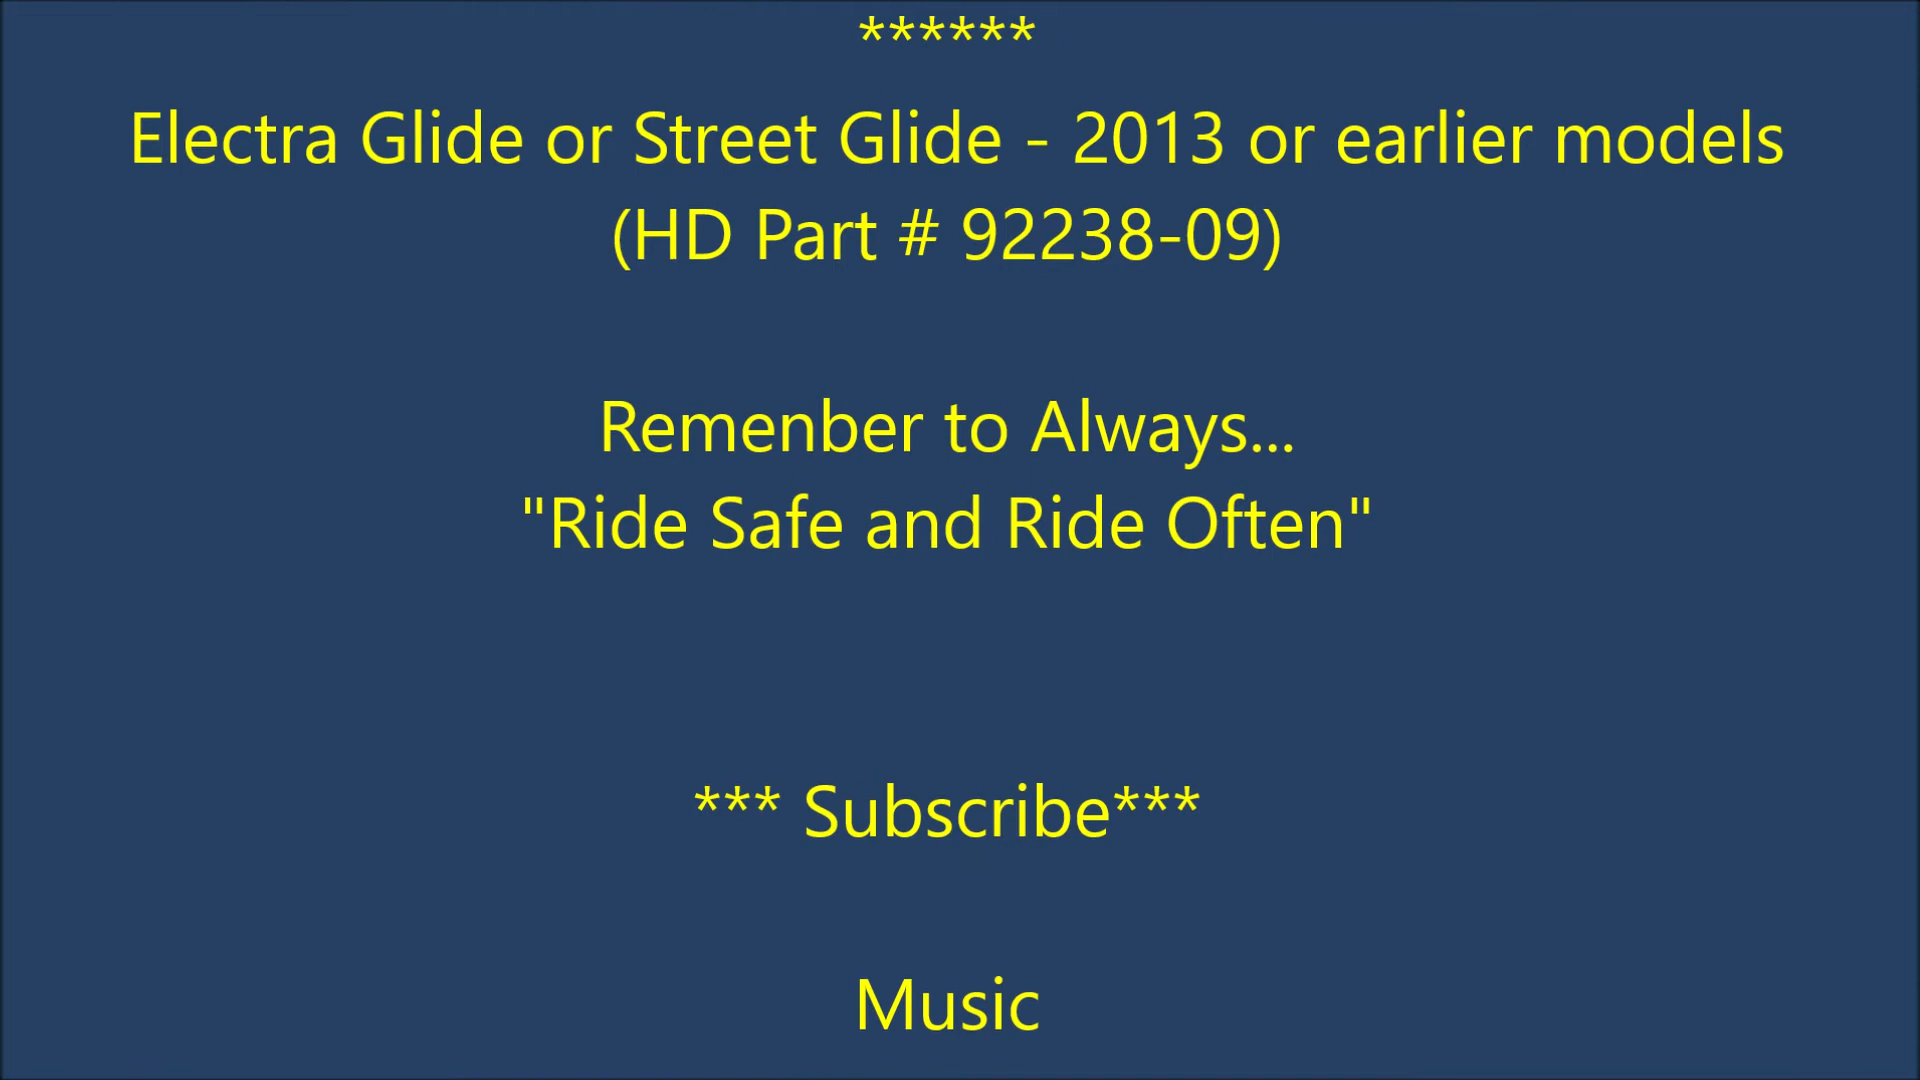 ******
Electra Glide or Street Glide - 2013 or earlier models
(HD Part # 92238-09)
Remenber to Always...
"Ride Safe and Ride Often"
*** Subscribe***
Music